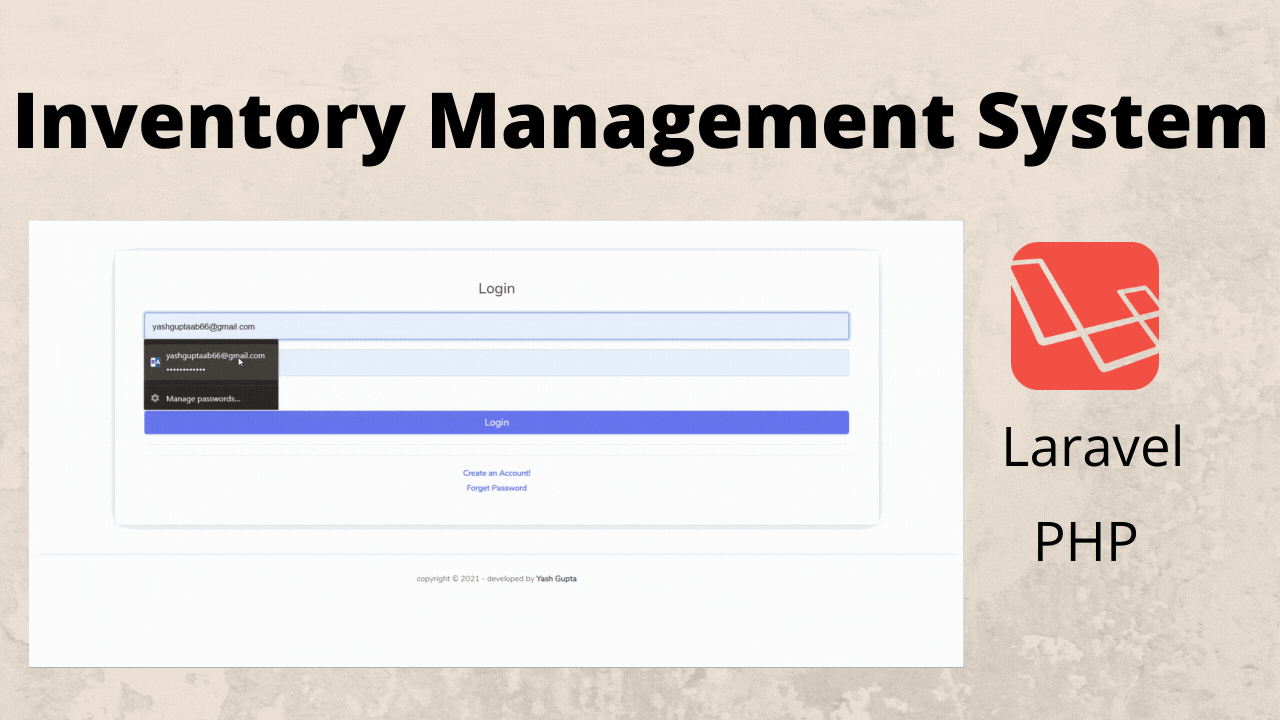 Inventory Management System
Login
yashguptaab66@gmail.com
yashguptaab66@gmail.com
••••••••••••
Manage passwords...
Login
Create an Account!
Forget Password
copyright © 2021 - developed by Yash Gupta
Laravel
PHP